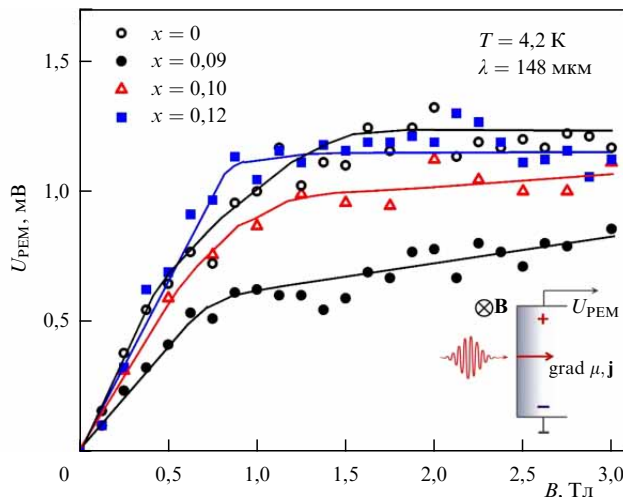 1,5
1,0
0,5
0
U_PEM, мВ
x = 0
x = 0,09
x = 0,10
x = 0,12
T = 4,2 К
λ = 148 мкм
⊗B
U_PEM
+
grad μ, j
−
0,5 1,0 1,5 2,0 2,5 3,0
B, Тл